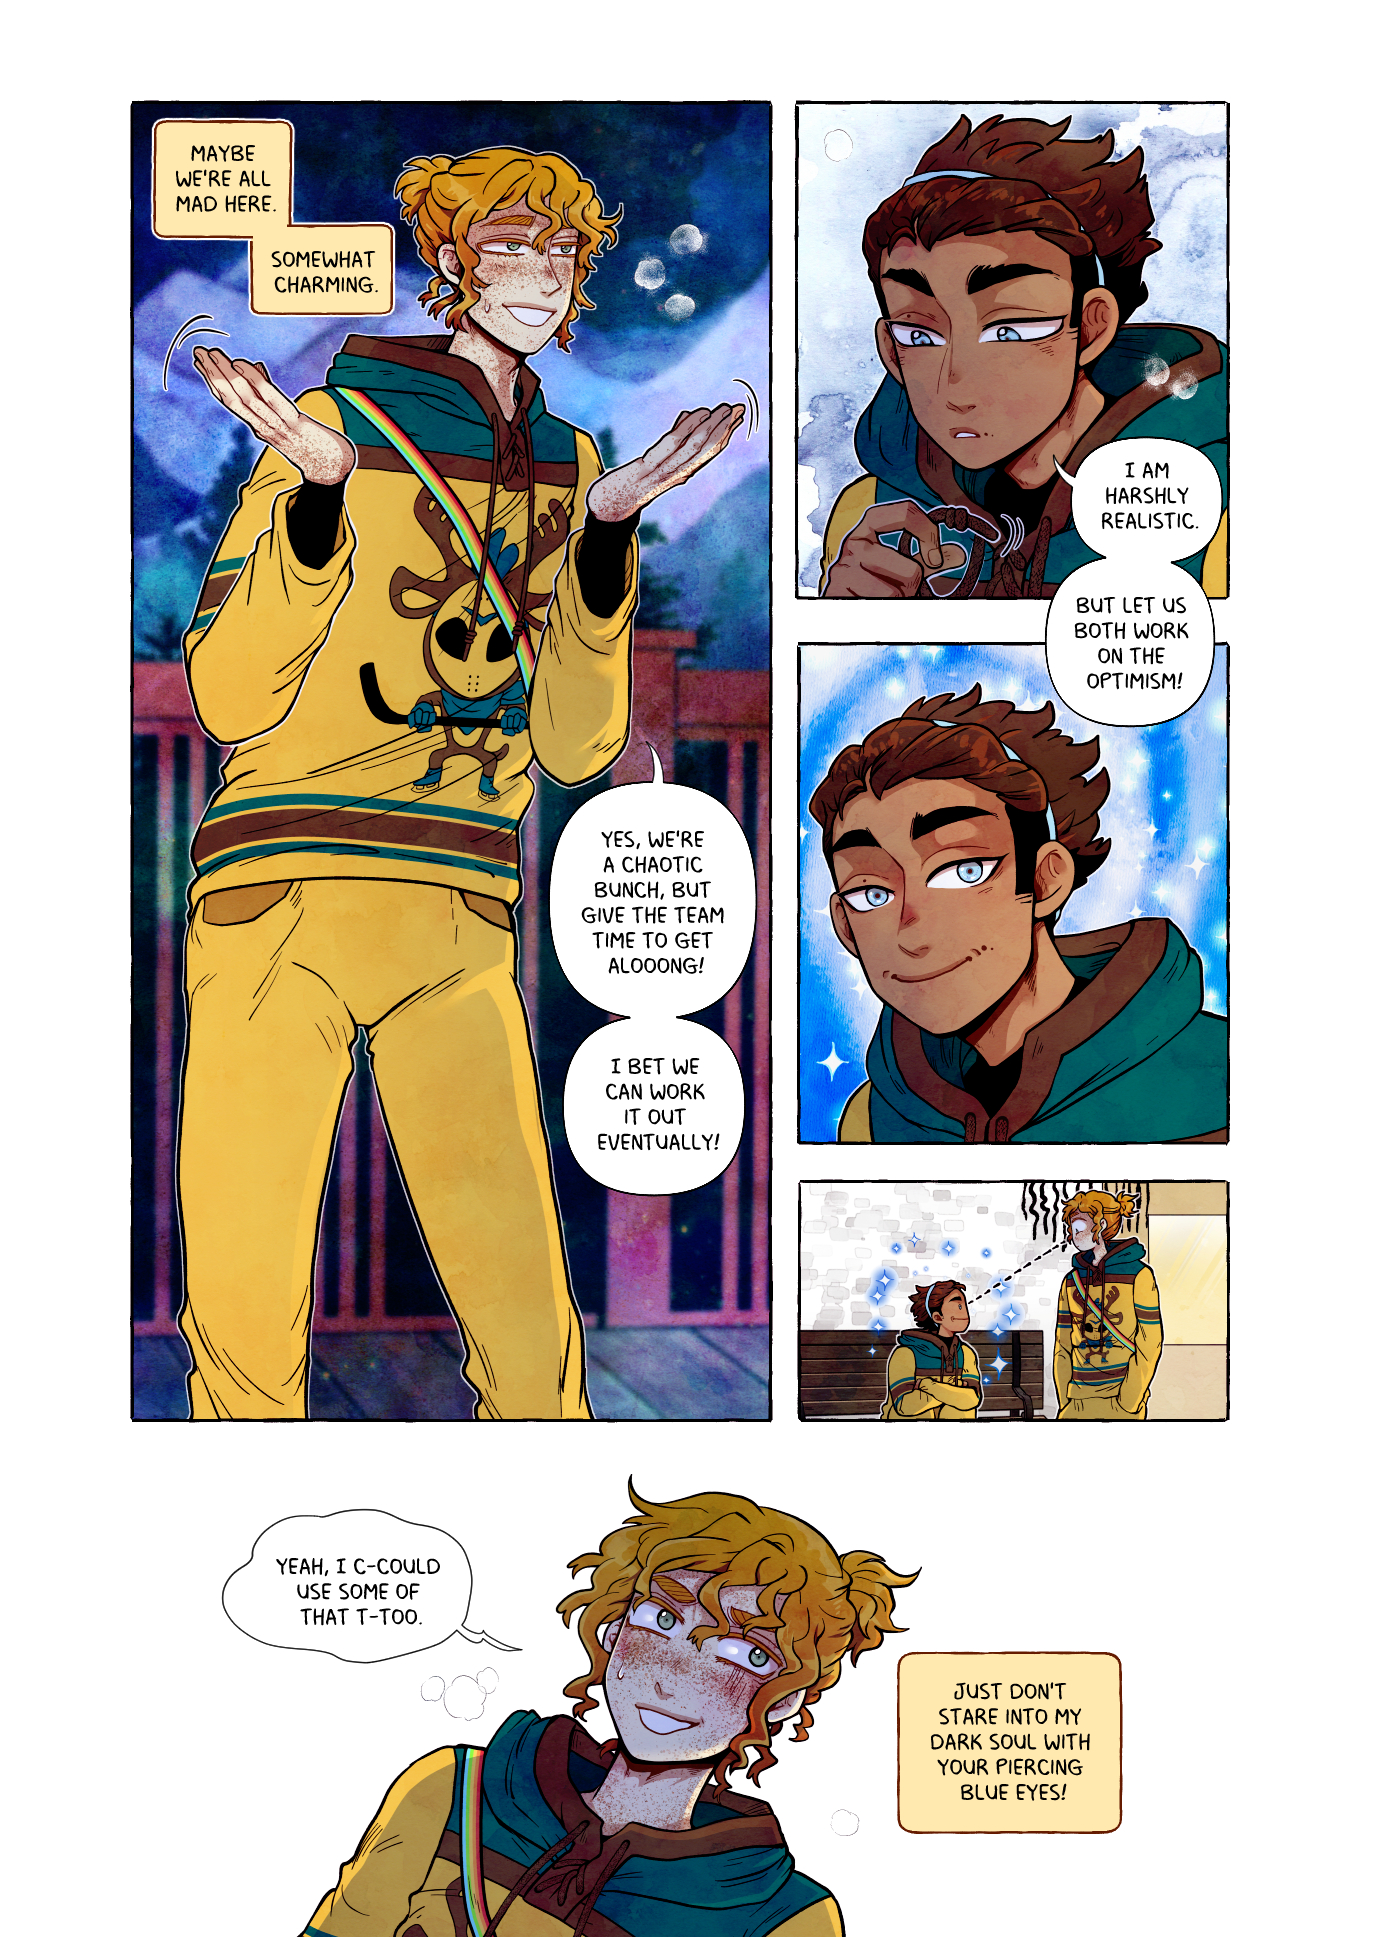 MAYBE
WE'RE ALL
MAD HERE.
SOMEWHAT
CHARMING.
YES, WE'RE
A CHAOTIC
BUNCH, BUT
GIVE THE TEAM
TIME TO GET
ALOOONG!
I BET WE
CAN WORK
IT OUT
EVENTUALLY!
I AM
HARSHLY
REALISTIC.
BUT LET US
BOTH WORK
ON THE
OPTIMISM!
YEAH, I C-COULD
USE SOME OF
THAT T-TOO.
JUST DON'T
STARE INTO MY
DARK SOUL WITH
YOUR PIERCING
BLUE EYES!